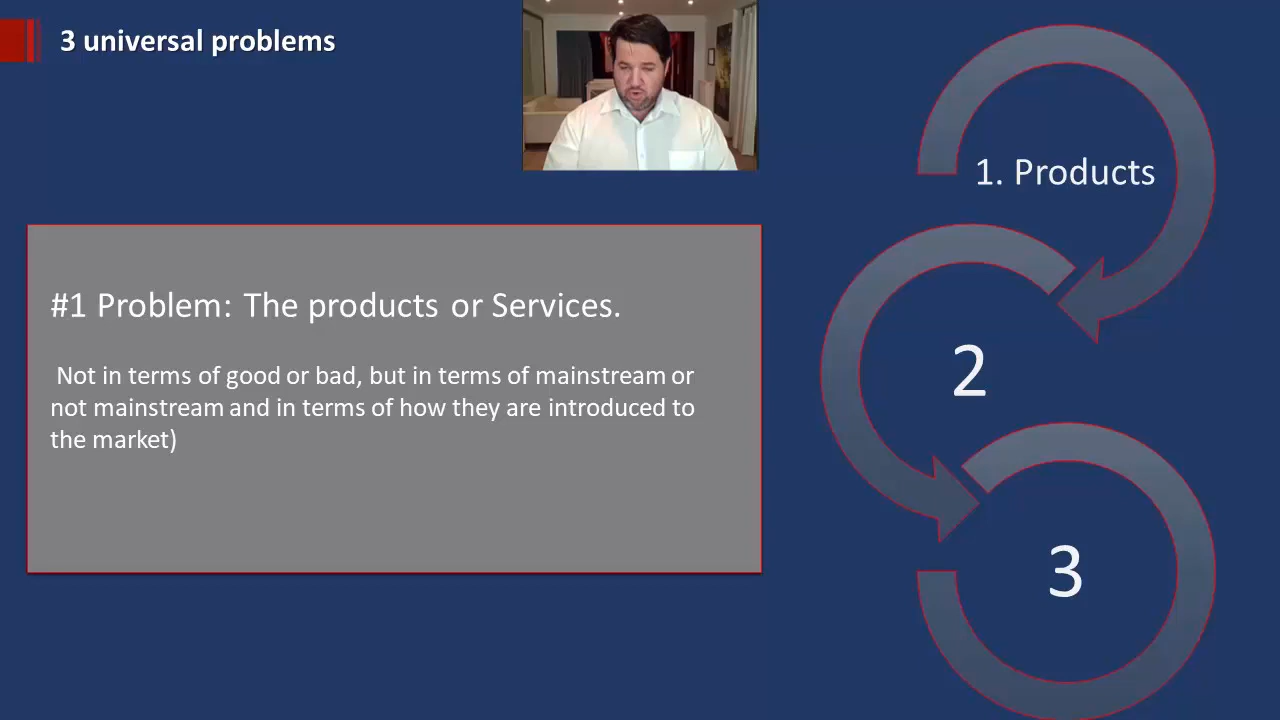 3 universal problems
1. Products
#1 Problem: The products or Services.
Not in terms of good or bad, but in terms of mainstream or
not mainstream and in terms of how they are introduced to
the market)
2
3